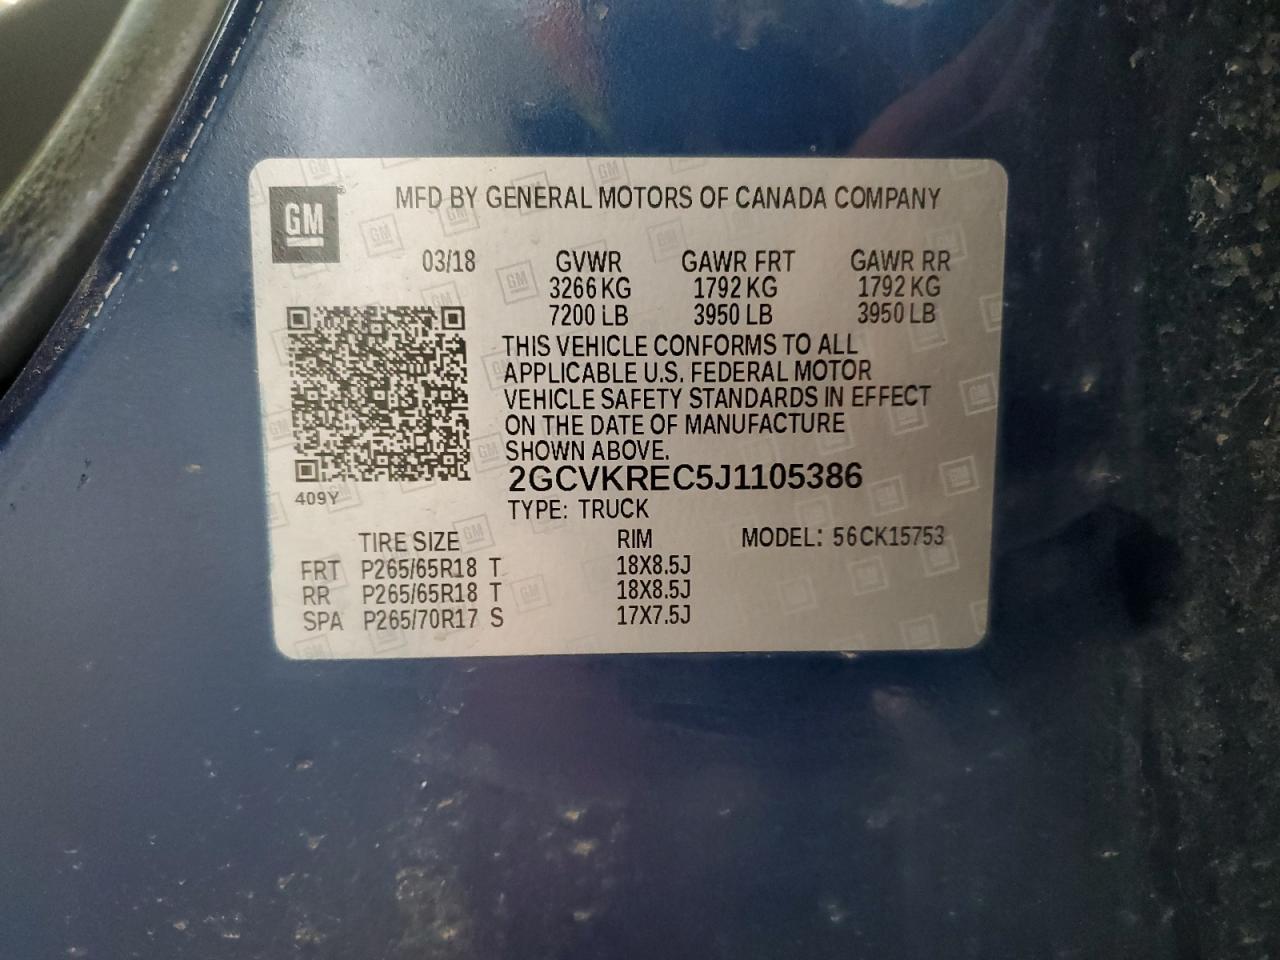 GM
MFD BY GENERAL MOTORS OF CANADA COMPANY
03/18 GVWR GAWR FRT GAWR RR
3266 KG 1792 KG 1792 KG
7200 LB 3950 LB 3950 LB
THIS VEHICLE CONFORMS TO ALL
APPLICABLE U.S. FEDERAL MOTOR
VEHICLE SAFETY STANDARDS IN EFFECT
ON THE DATE OF MANUFACTURE
SHOWN ABOVE.
2GCVKREC5J1105386
409Y
TYPE: TRUCK
TIRE SIZE RIM MODEL: 56CK15753
FRT P265/65R18 T 18X8.5J
RR P265/65R18 T 18X8.5J
SPA P265/70R17 S 17X7.5J